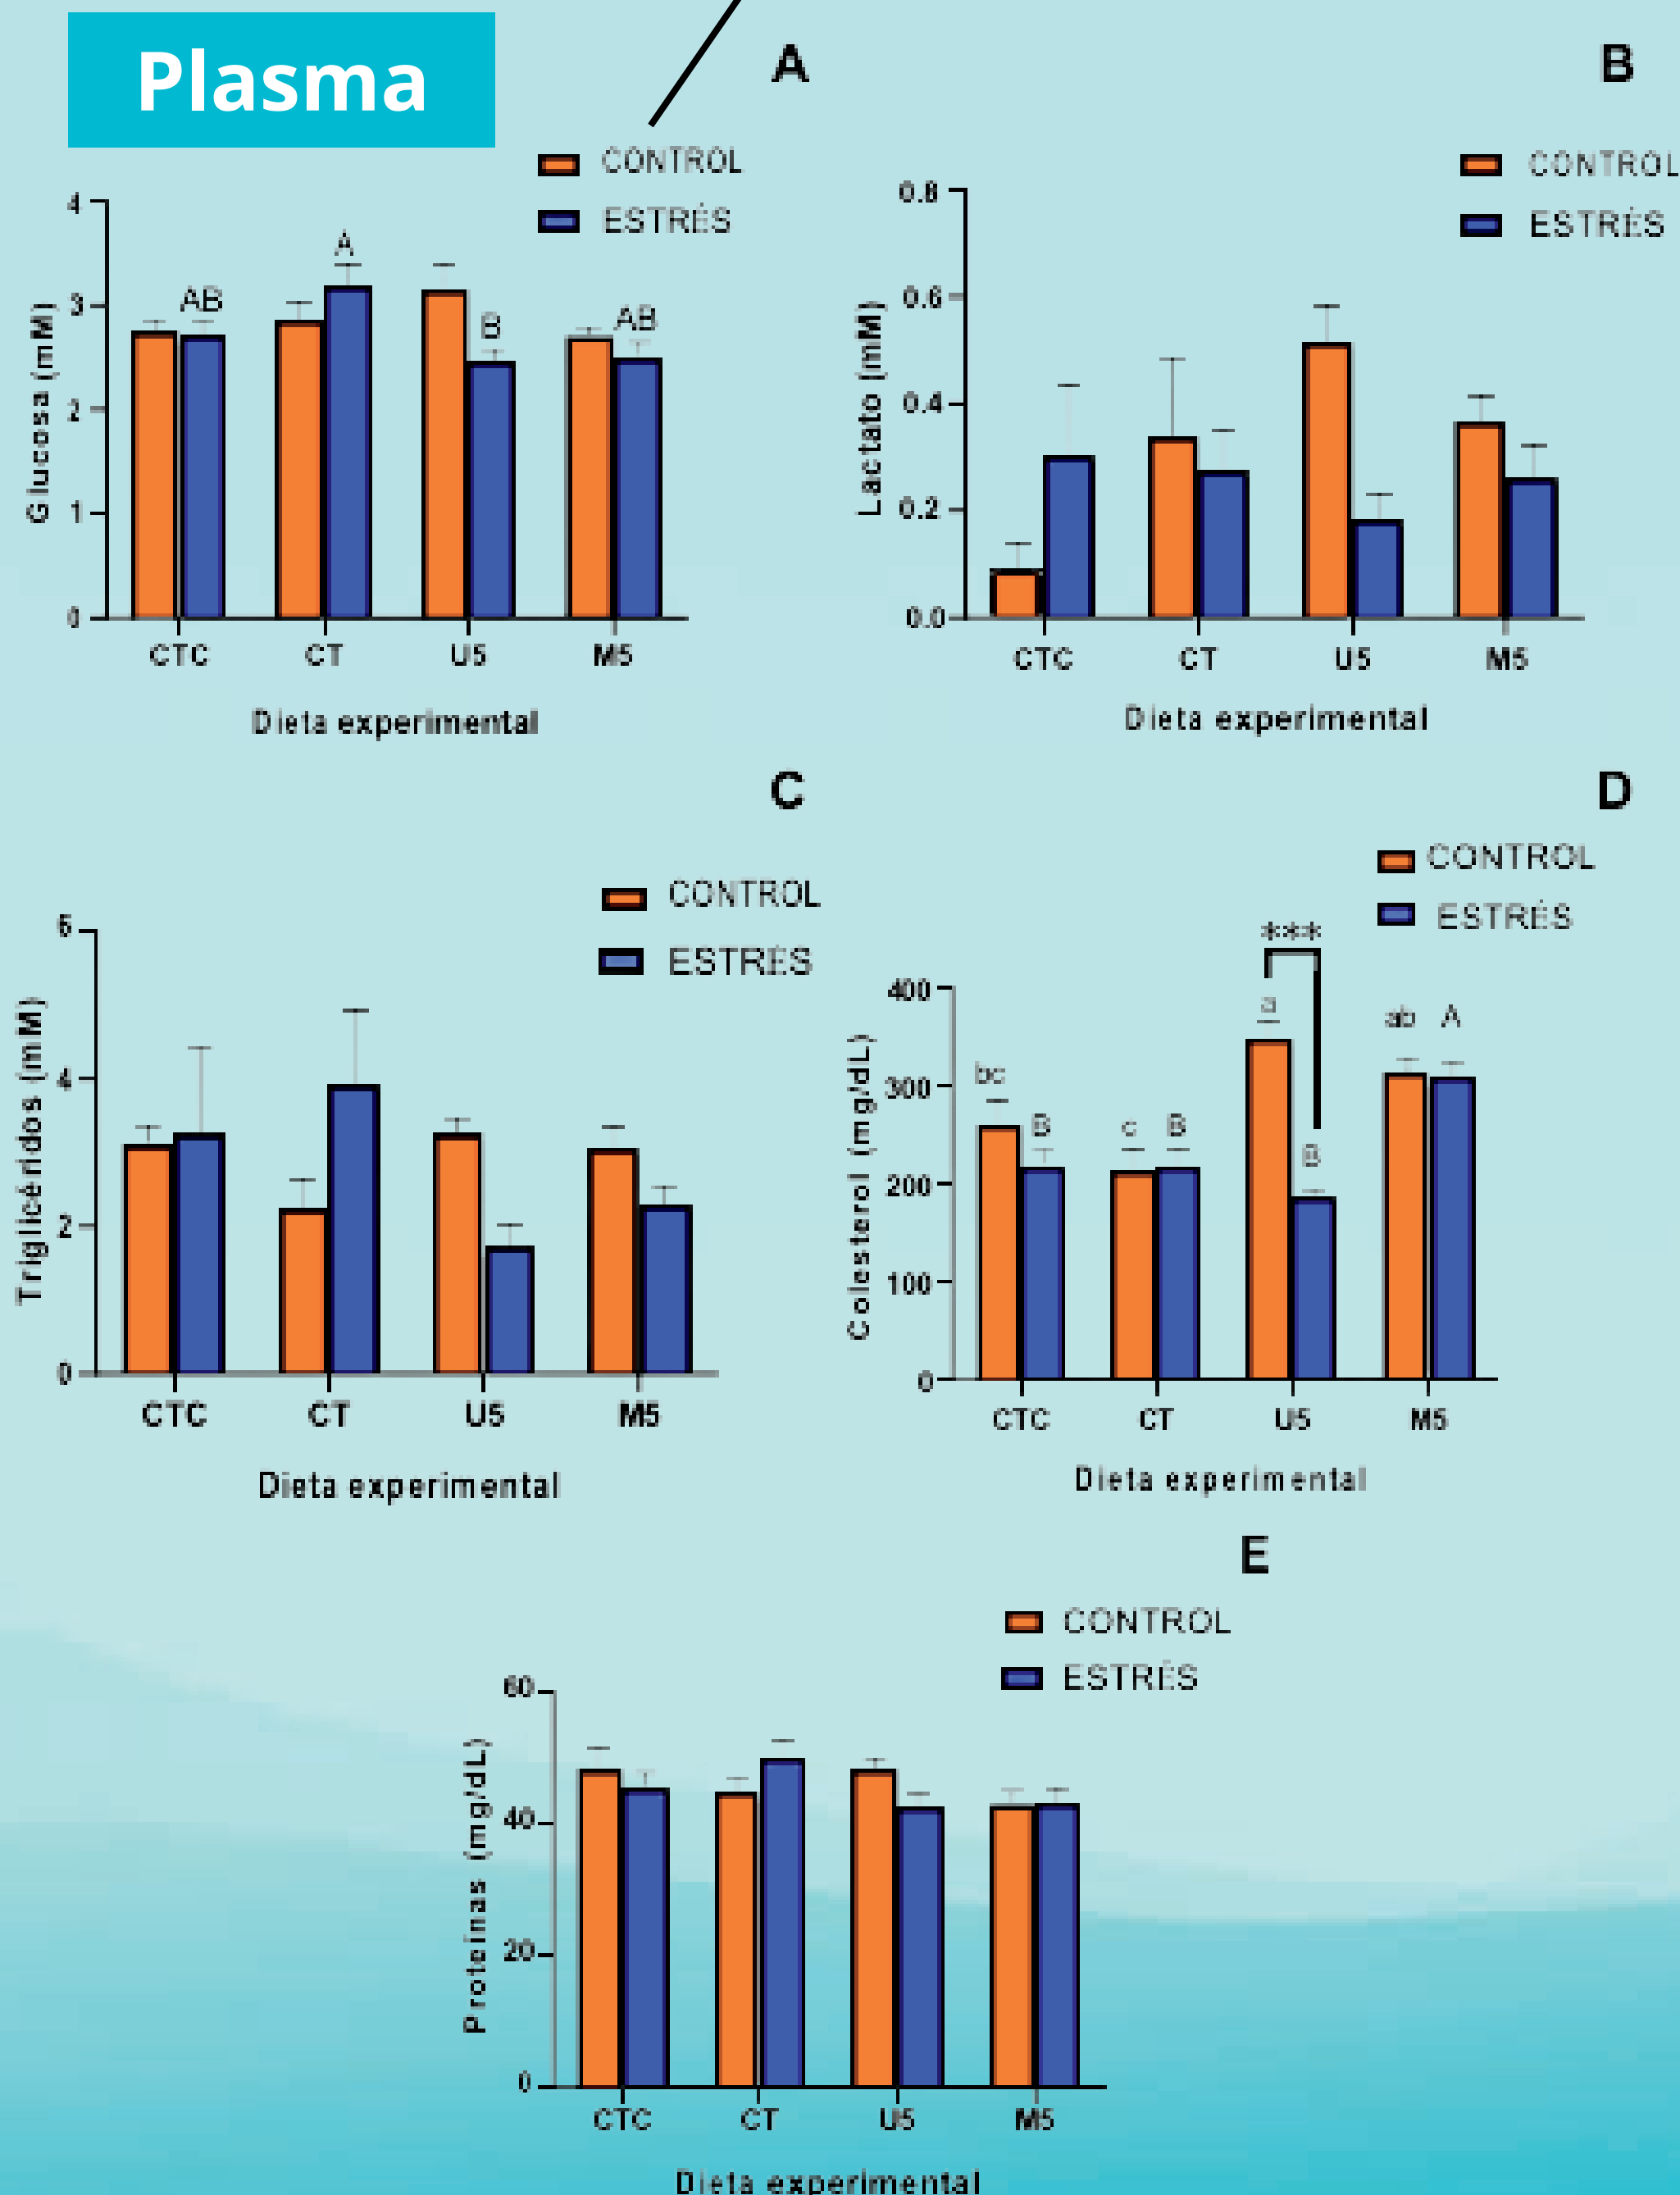 Plasma
A
CONTROL
ESTRÉS
Glucosa (mM)
4
3
2
1
0
AB
A
B
AB
CTC CT U5 M5
Dieta experimental
B
CONTROL
ESTRÉS
Lactato (mM)
0.8
0.6
0.4
0.2
0.0
CTC CT U5 M5
Dieta experimental
C
CONTROL
ESTRÉS
Triglicéridos (mM)
6
4
2
0
CTC CT U5 M5
Dieta experimental
D
CONTROL
ESTRÉS
Colesterol (mg/dL)
400
300
200
100
0
***
bc B c B a B ab A
CTC CT U5 M5
Dieta experimental
E
CONTROL
ESTRÉS
Proteínas (mg/dL)
60
40
20
0
CTC CT U5 M5
Dieta experimental